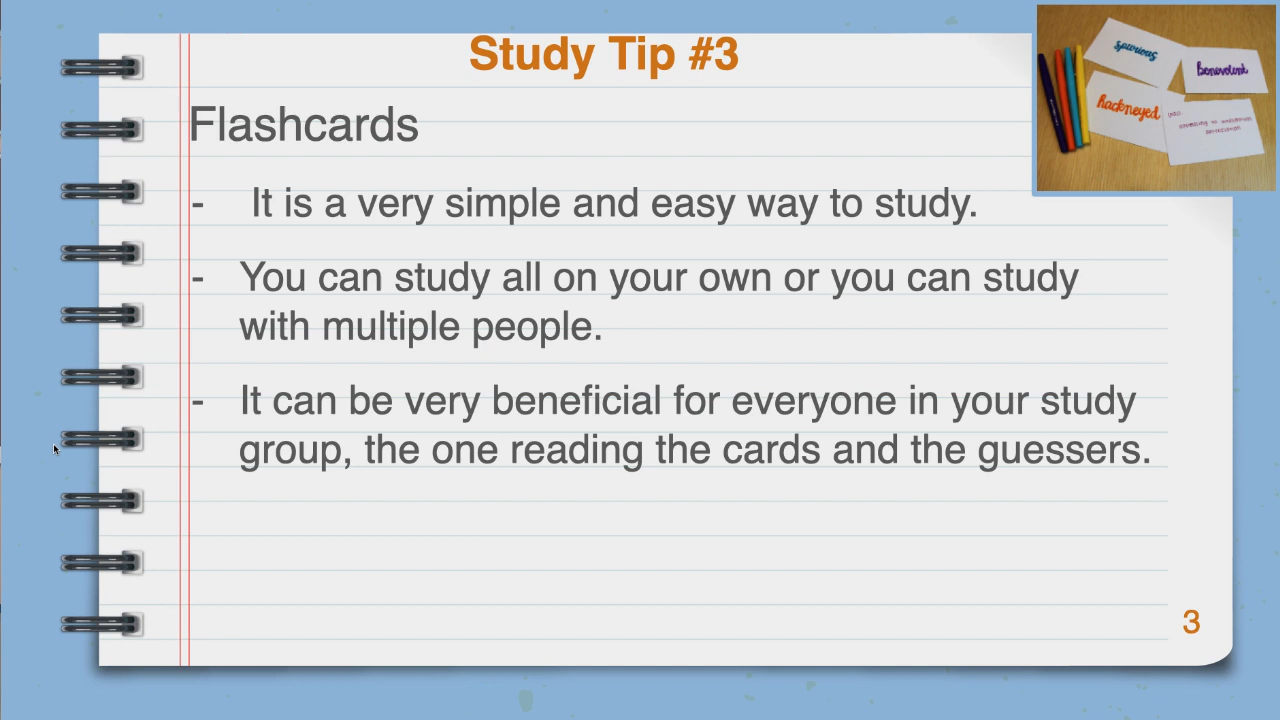 Study Tip #3
Flashcards
- It is a very simple and easy way to study.
- You can study all on your own or you can study
with multiple people.
- It can be very beneficial for everyone in your study
group, the one reading the cards and the guessers.
3
spurious
benevolent
hackneyed